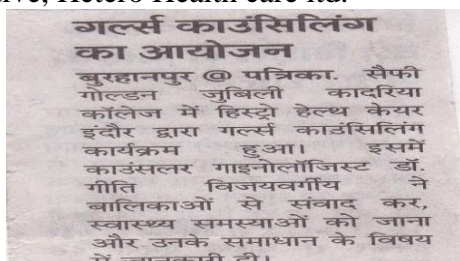 ive, Hetero Health care ltd.
गर्ल्स काउंसिलिंग
का आयोजन
बुरहानपुर @ पत्रिका. सैफी
गोल्डन जुबिली कादरिया
कॉलेज में हिस्ट्रो हेल्थ केयर
इंदौर द्वारा गर्ल्स काउंसिलिंग
कार्यक्रम हुआ। इसमें
काउंसलर गाइनोलॉजिस्ट डॉ.
गीति विजयवर्गीय ने
बालिकाओं से संवाद कर,
स्वास्थ्य समस्याओं को जाना
और उनके समाधान के विषय
में जानकारी दी।